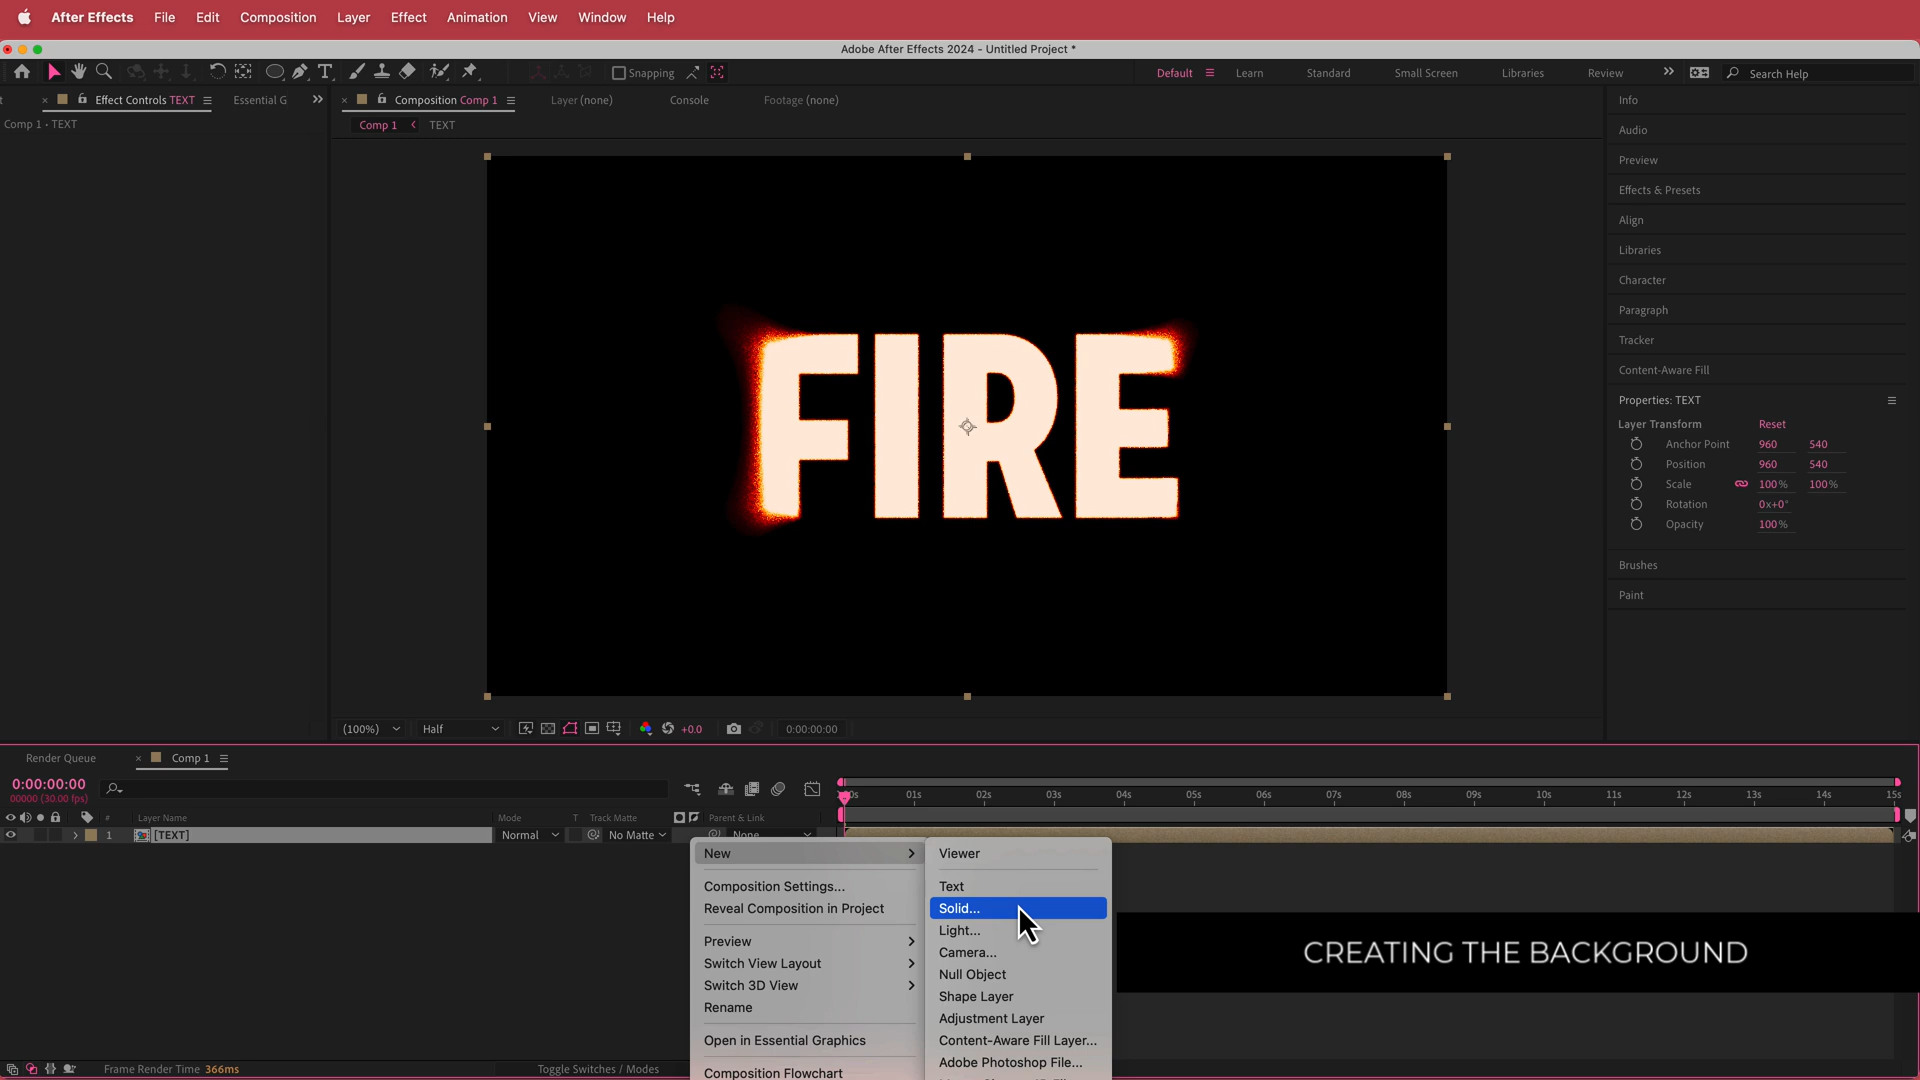 After Effects File Edit Composition Layer Effect Animation View Window Help
Adobe After Effects 2024 - Untitled Project *
Snapping
Default Learn Standard Small Screen Libraries Review Search Help
Effect Controls TEXT Essential G
Composition Comp 1 Layer (none) Console Footage (none)
Comp 1 • TEXT
Comp 1 TEXT
Info
Audio
Preview
Effects & Presets
Align
Libraries
Character
Paragraph
Tracker
Content-Aware Fill
Properties: TEXT
Layer Transform Reset
Anchor Point 960 540
Position 960 540
Scale 100% 100%
Rotation 0x+0°
Opacity 100%
Brushes
Paint
FIRE
(100%) Half +0.0 0:00:00:00
Render Queue Comp 1
0:00:00:00
00000 (30.00 fps)
01s 02s 03s 04s 05s 06s 07s 08s 09s 10s 11s 12s 13s 14s 15s
# Layer Name Mode T Track Matte Parent & Link
1 [TEXT] Normal No Matte None
New
Composition Settings...
Reveal Composition in Project
Preview
Switch View Layout
Switch 3D View
Rename
Open in Essential Graphics
Composition Flowchart
Viewer
Text
Solid...
Light...
Camera...
Null Object
Shape Layer
Adjustment Layer
Content-Aware Fill Layer...
Adobe Photoshop File...
CREATING THE BACKGROUND
Frame Render Time 366ms
Toggle Switches / Modes